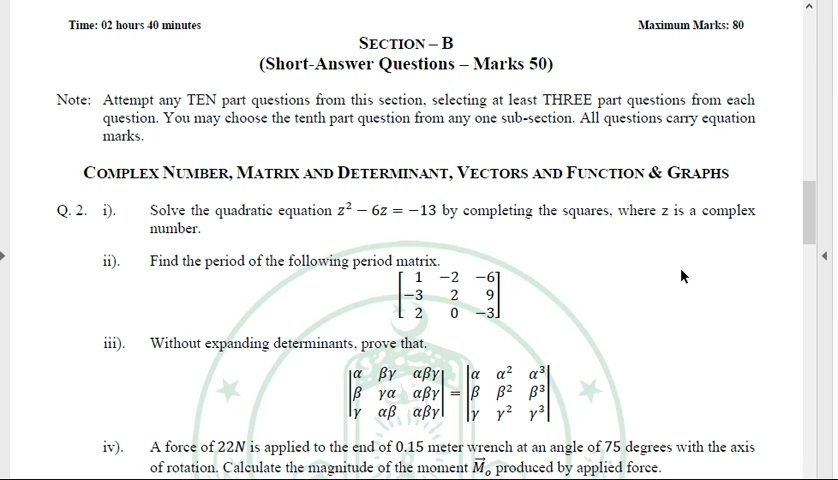 Time: 02 hours 40 minutes Maximum Marks: 80
SECTION – B
(Short-Answer Questions – Marks 50)
Note: Attempt any TEN part questions from this section, selecting at least THREE part questions from each
question. You may choose the tenth part question from any one sub-section. All questions carry equation
marks.
COMPLEX NUMBER, MATRIX AND DETERMINANT, VECTORS AND FUNCTION & GRAPHS
Q. 2. i). Solve the quadratic equation z² − 6z = −13 by completing the squares, where z is a complex
number.
ii). Find the period of the following period matrix.
[ 1 −2 −6 ]
[ −3 2 9 ]
[ 2 0 −3 ]
iii). Without expanding determinants, prove that.
|α βγ αβγ| |α α² α³|
|β γα αβγ| = |β β² β³|
|γ αβ αβγ| |γ γ² γ³|
iv). A force of 22N is applied to the end of 0.15 meter wrench at an angle of 75 degrees with the axis
of rotation. Calculate the magnitude of the moment M⃗ₒ produced by applied force.